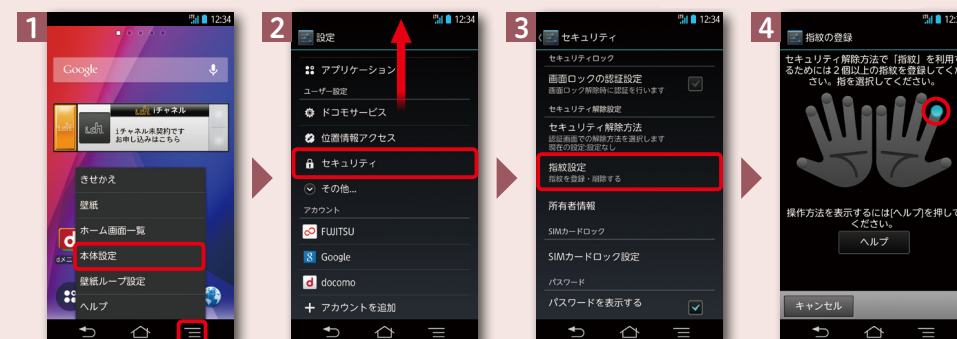 1
12:34
Google
iチャネル
iチャネル未契約です
お申し込みはこちら
きせかえ
壁紙
ホーム画面一覧
本体設定
壁紙ループ設定
ヘルプ
2
12:34
設定
アプリケーション
ユーザー設定
ドコモサービス
位置情報アクセス
セキュリティ
その他...
アカウント
FUJITSU
Google
docomo
アカウントを追加
3
12:34
セキュリティ
セキュリティロック
画面ロックの認証設定
画面ロック解除時に認証を行います
セキュリティ解除設定
セキュリティ解除方法
認証画面での解除方法を選択します
現在の設定:設定なし
指紋設定
指紋を登録・削除する
所有者情報
SIMカードロック
SIMカードロック設定
パスワード
パスワードを表示する
4
12:3
指紋の登録
セキュリティ解除方法で「指紋」を利用す
るためには２個以上の指紋を登録してくだ
さい。指を選択してください。
操作方法を表示するには[ヘルプ]を押して
ください。
ヘルプ
キャンセル